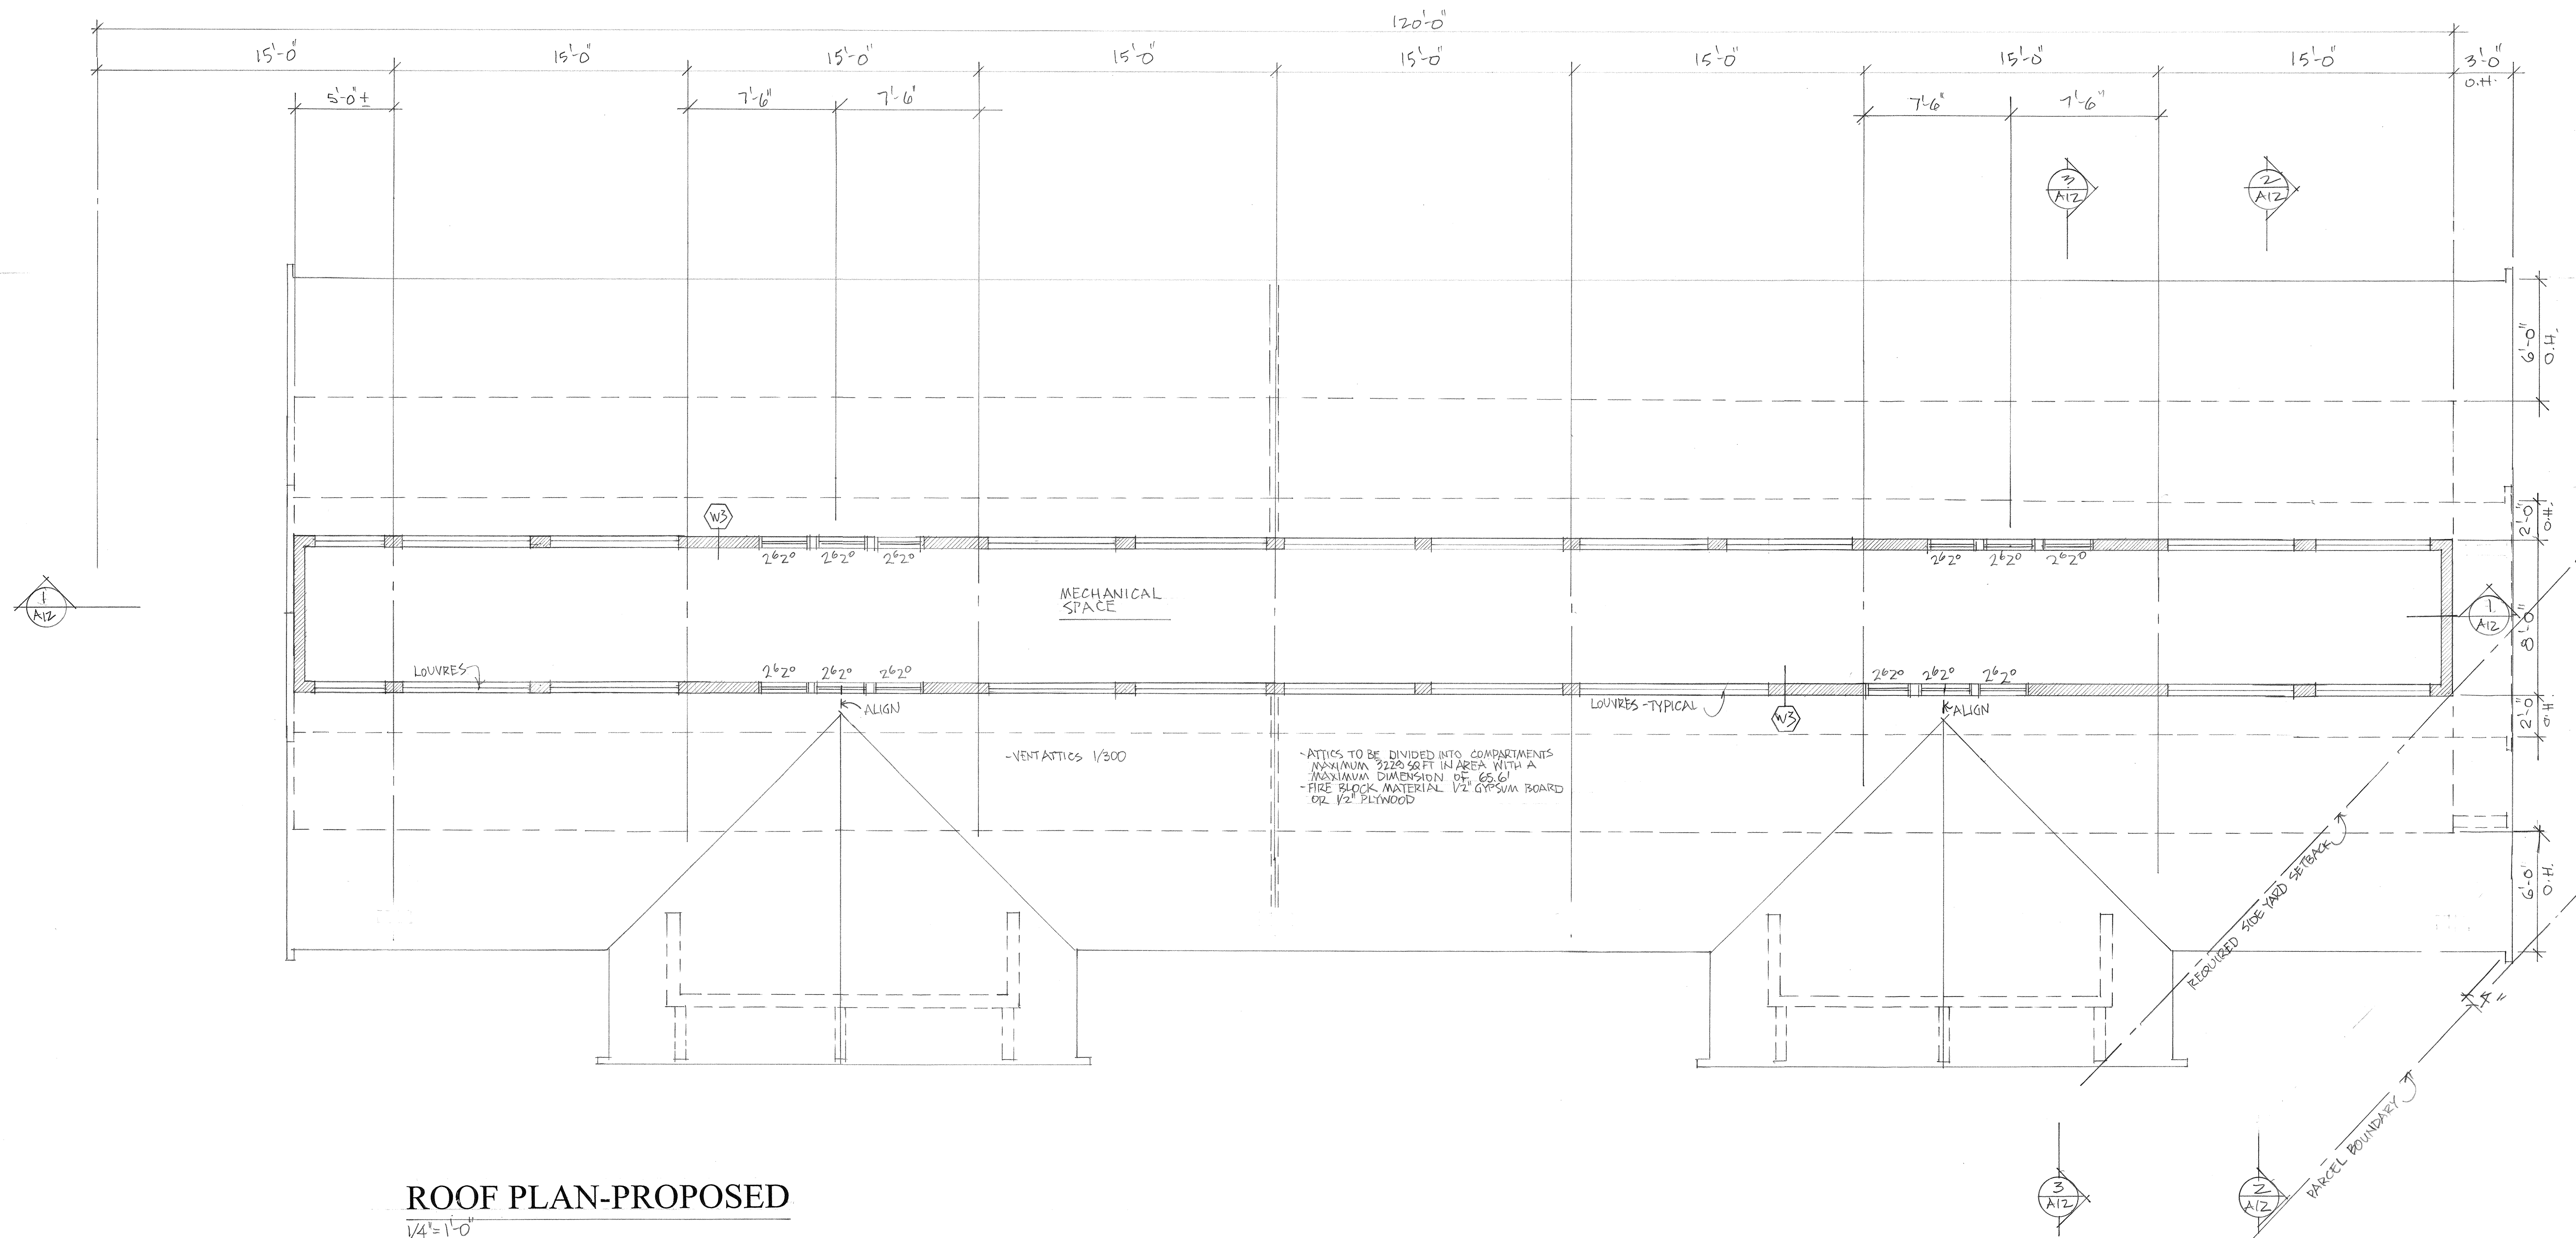 120'-0"
15'-0"
15'-0"
15'-0"
15'-0"
15'-0"
15'-0"
15'-0"
15'-0"
3'-0"
O.H.
5'-0"±
7'-6"
7'-6"
7'-6"
7'-6"
3
A12
2
A12
6'-0"
O.H.
2'-0"
O.H.
W3
2620
2620
2620
2620
2620
2620
MECHANICAL
SPACE
1
A12
1
A12
8'-0"
LOUVRES
2620
2620
2620
2620
2620
2620
ALIGN
LOUVRES-TYPICAL
W3
ALIGN
2'-0"
O.H
-VENT ATTICS 1/300
-ATTICS TO BE DIVIDED INTO COMPARTMENTS
MAXIMUM 3229 SQFT IN AREA WITH A
MAXIMUM DIMENSION OF 65.6'
-FIRE BLOCK MATERIAL 1/2" GYPSUM BOARD
OR 1/2" PLYWOOD
6'-0"
O.H.
REQUIRED SIDE YARD SETBACK
4"
PARCEL BOUNDARY
3
A12
2
A12
ROOF PLAN-PROPOSED
1/4"=1'-0"